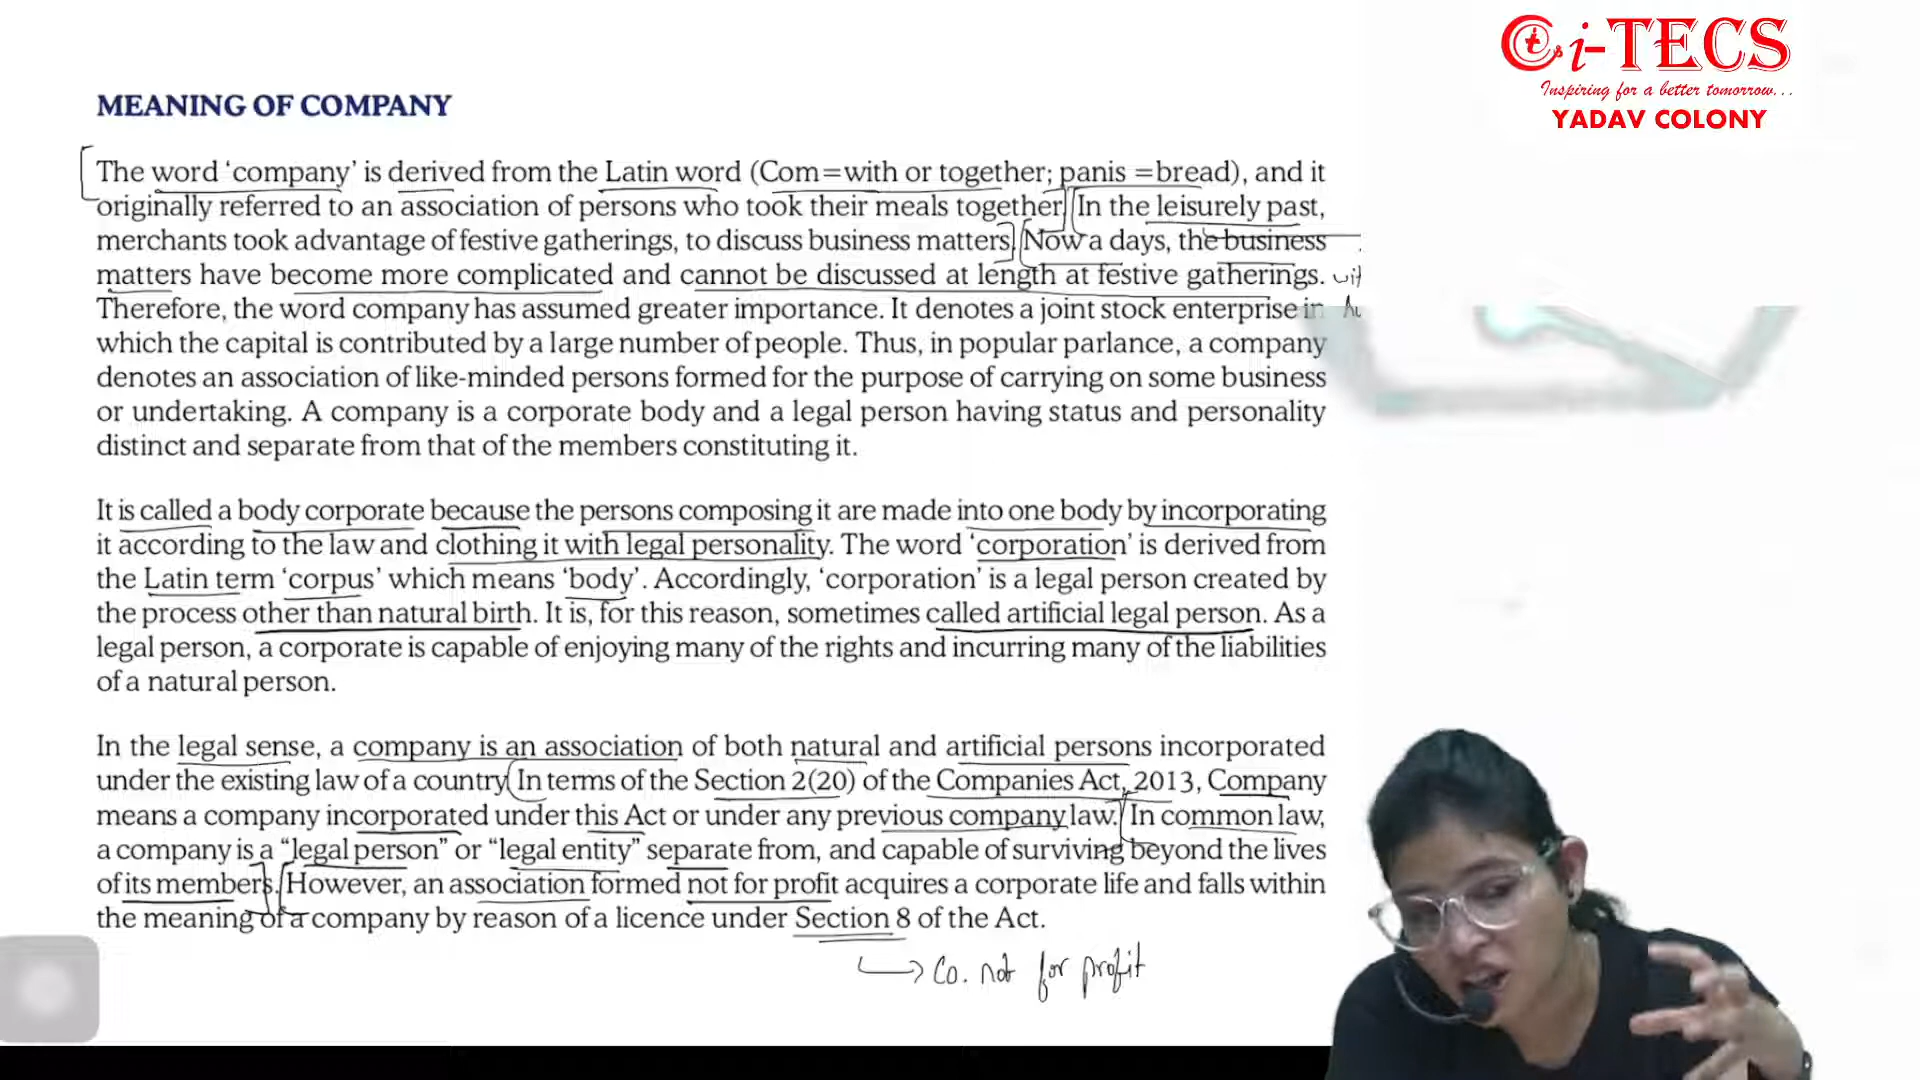 i-TECS
Inspiring for a better tomorrow...
YADAV COLONY
MEANING OF COMPANY
The word ‘company’ is derived from the Latin word (Com=with or together; panis =bread), and it
originally referred to an association of persons who took their meals together. In the leisurely past,
merchants took advantage of festive gatherings, to discuss business matters. Now a days, the business
matters have become more complicated and cannot be discussed at length at festive gatherings.
Therefore, the word company has assumed greater importance. It denotes a joint stock enterprise in
which the capital is contributed by a large number of people. Thus, in popular parlance, a company
denotes an association of like-minded persons formed for the purpose of carrying on some business
or undertaking. A company is a corporate body and a legal person having status and personality
distinct and separate from that of the members constituting it.
It is called a body corporate because the persons composing it are made into one body by incorporating
it according to the law and clothing it with legal personality. The word ‘corporation’ is derived from
the Latin term ‘corpus’ which means ‘body’. Accordingly, ‘corporation’ is a legal person created by
the process other than natural birth. It is, for this reason, sometimes called artificial legal person. As a
legal person, a corporate is capable of enjoying many of the rights and incurring many of the liabilities
of a natural person.
In the legal sense, a company is an association of both natural and artificial persons incorporated
under the existing law of a country. In terms of the Section 2(20) of the Companies Act, 2013, Company
means a company incorporated under this Act or under any previous company law. In common law,
a company is a “legal person” or “legal entity” separate from, and capable of surviving beyond the lives
of its members. However, an association formed not for profit acquires a corporate life and falls within
the meaning of a company by reason of a licence under Section 8 of the Act.
Co. not for profit